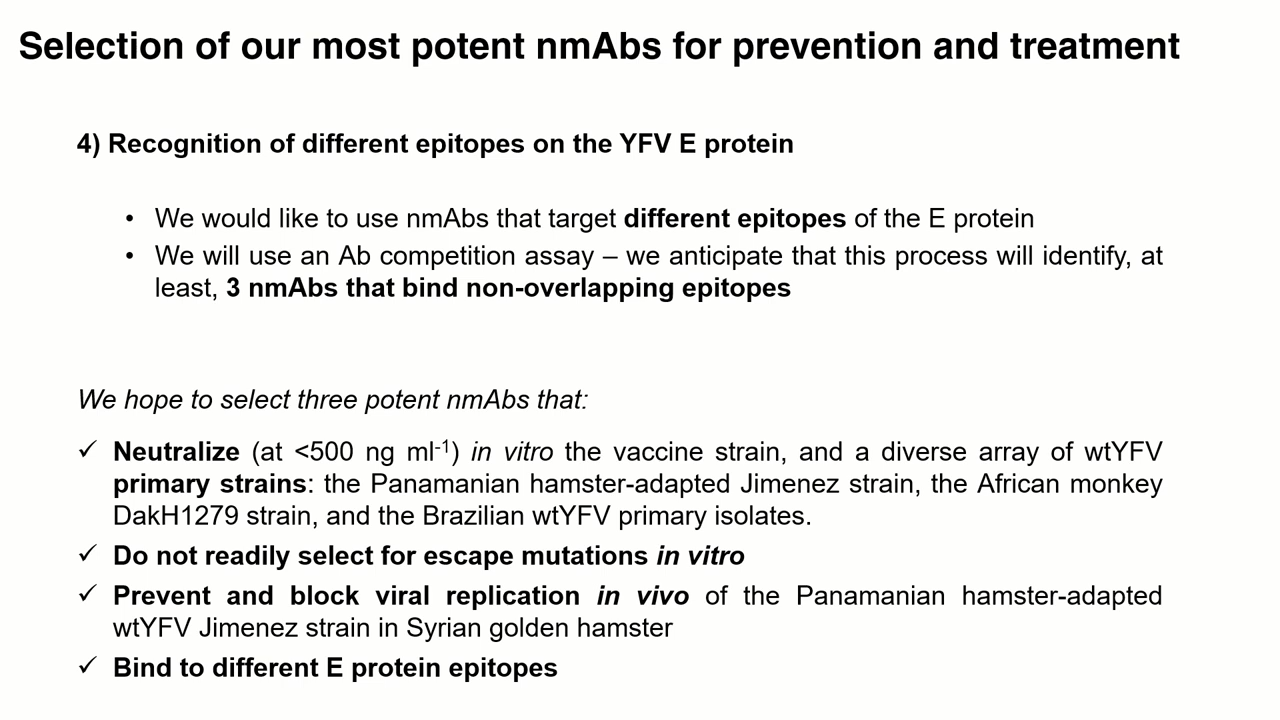 Selection of our most potent nmAbs for prevention and treatment
4) Recognition of different epitopes on the YFV E protein
• We would like to use nmAbs that target different epitopes of the E protein
• We will use an Ab competition assay – we anticipate that this process will identify, at
least, 3 nmAbs that bind non-overlapping epitopes
We hope to select three potent nmAbs that:
✓ Neutralize (at <500 ng ml⁻¹) in vitro the vaccine strain, and a diverse array of wtYFV
primary strains: the Panamanian hamster-adapted Jimenez strain, the African monkey
DakH1279 strain, and the Brazilian wtYFV primary isolates.
✓ Do not readily select for escape mutations in vitro
✓ Prevent and block viral replication in vivo of the Panamanian hamster-adapted
wtYFV Jimenez strain in Syrian golden hamster
✓ Bind to different E protein epitopes